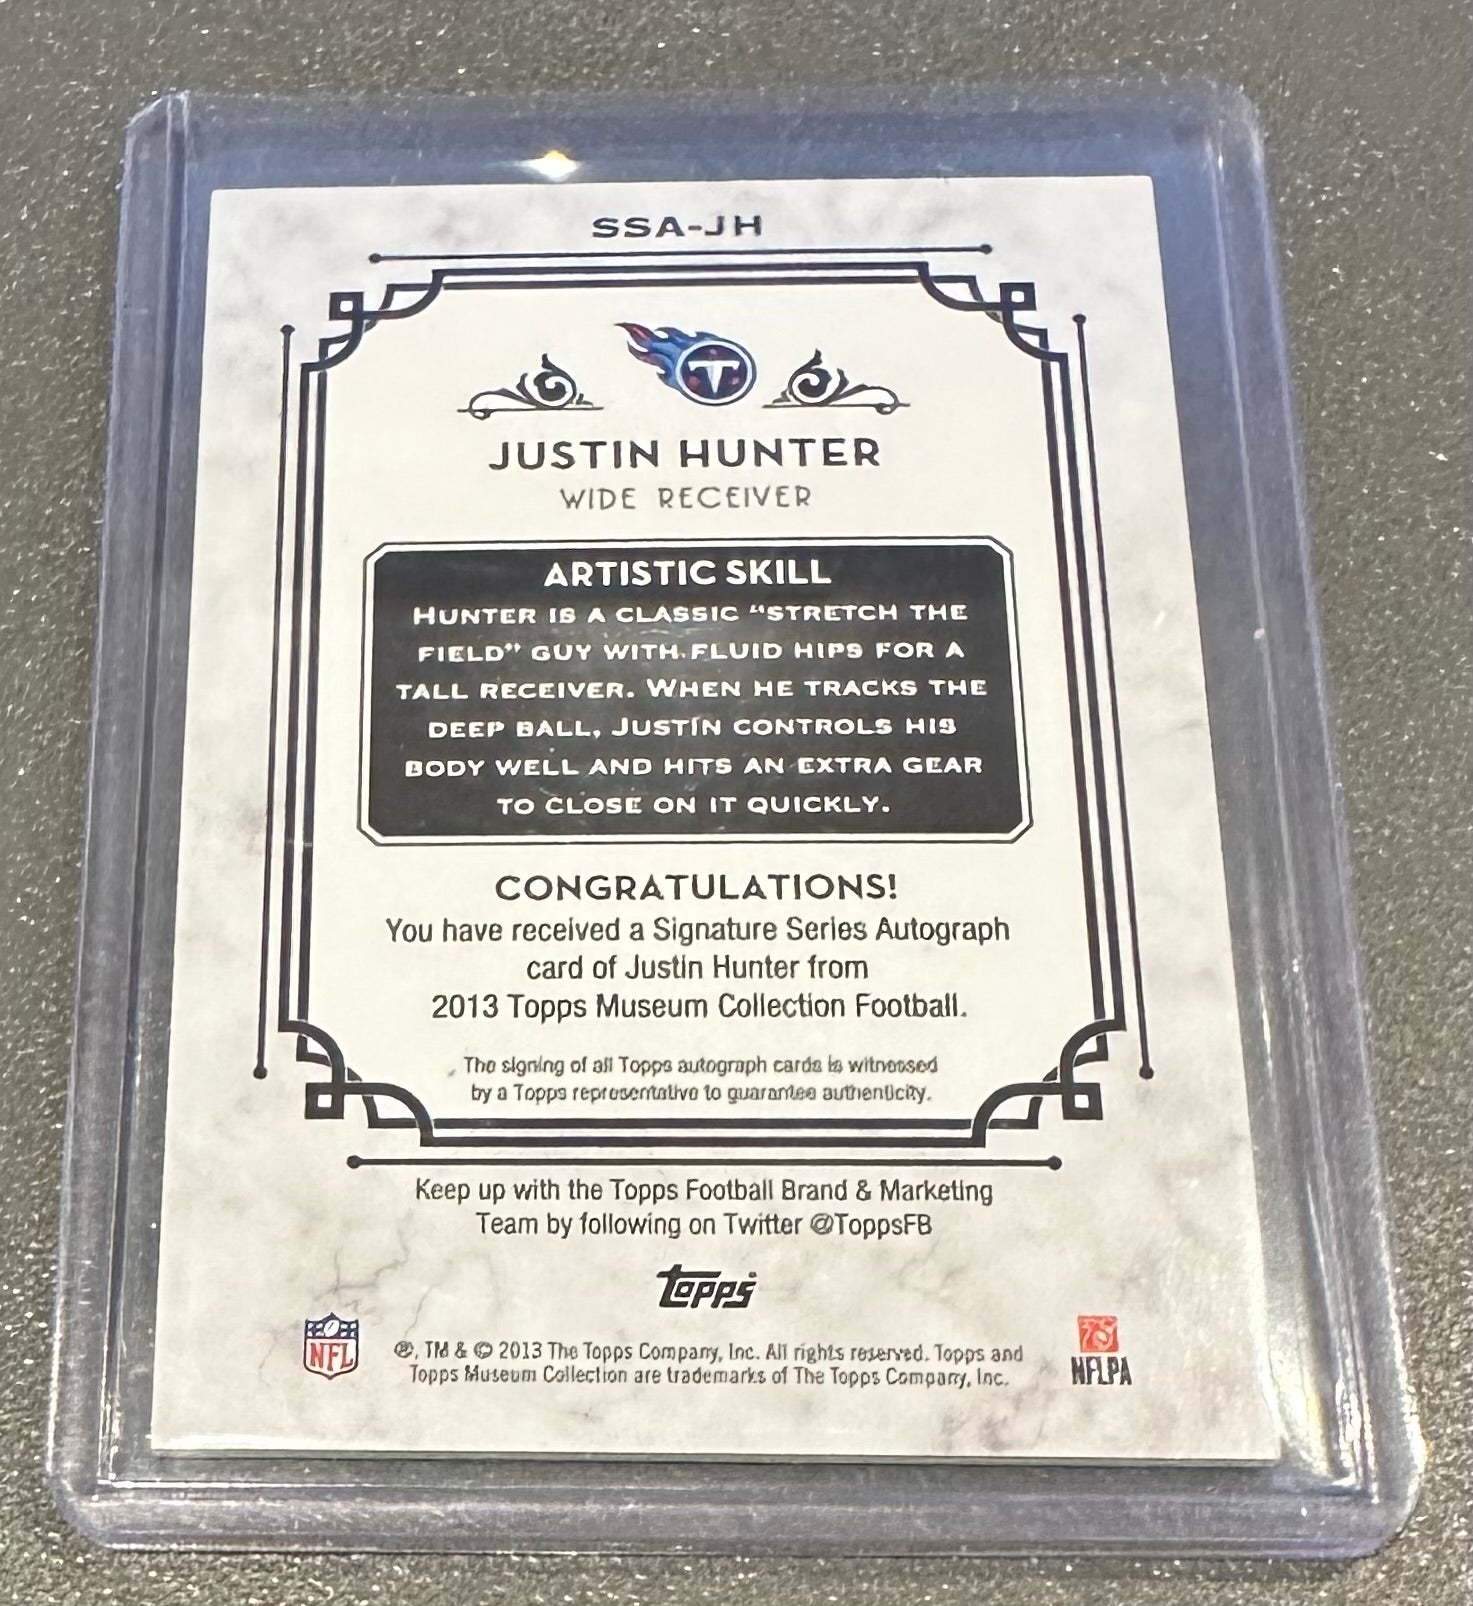 SSA-JH
T
JUSTIN HUNTER
WIDE RECEIVER
ARTISTIC SKILL
HUNTER IS A CLASSIC “STRETCH THE
FIELD” GUY WITH FLUID HIPS FOR A
TALL RECEIVER. WHEN HE TRACKS THE
DEEP BALL, JUSTIN CONTROLS HIS
BODY WELL AND HITS AN EXTRA GEAR
TO CLOSE ON IT QUICKLY.
CONGRATULATIONS!
You have received a Signature Series Autograph
card of Justin Hunter from
2013 Topps Museum Collection Football.
The signing of all Topps autograph cards is witnessed
by a Topps representative to guarantee authenticity.
Keep up with the Topps Football Brand & Marketing
Team by following on Twitter @ToppsFB
Topps
NFL
®, TM & © 2013 The Topps Company, Inc. All rights reserved. Topps and
Topps Museum Collection are trademarks of The Topps Company, Inc.
NFLPA